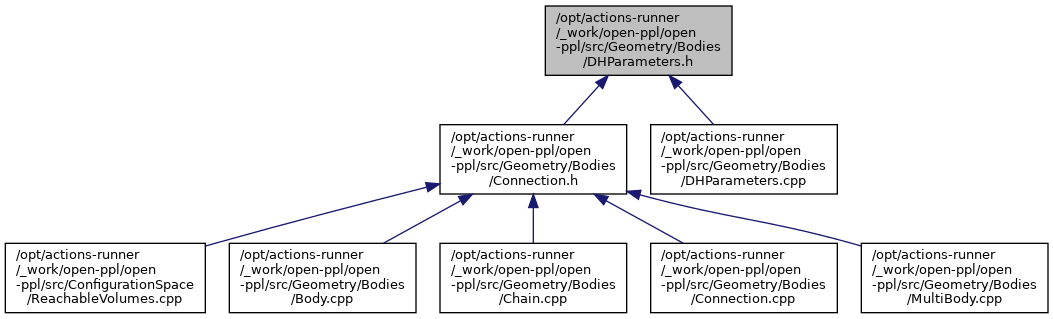 /opt/actions-runner
/_work/open-ppl/open
-ppl/src/Geometry/Bodies
/DHParameters.h
/opt/actions-runner
/_work/open-ppl/open
-ppl/src/Geometry/Bodies
/Connection.h
/opt/actions-runner
/_work/open-ppl/open
-ppl/src/Geometry/Bodies
/DHParameters.cpp
/opt/actions-runner
/_work/open-ppl/open
-ppl/src/ConfigurationSpace
/ReachableVolumes.cpp
/opt/actions-runner
/_work/open-ppl/open
-ppl/src/Geometry/Bodies
/Body.cpp
/opt/actions-runner
/_work/open-ppl/open
-ppl/src/Geometry/Bodies
/Chain.cpp
/opt/actions-runner
/_work/open-ppl/open
-ppl/src/Geometry/Bodies
/Connection.cpp
/opt/actions-runner
/_work/open-ppl/open
-ppl/src/Geometry/Bodies
/MultiBody.cpp